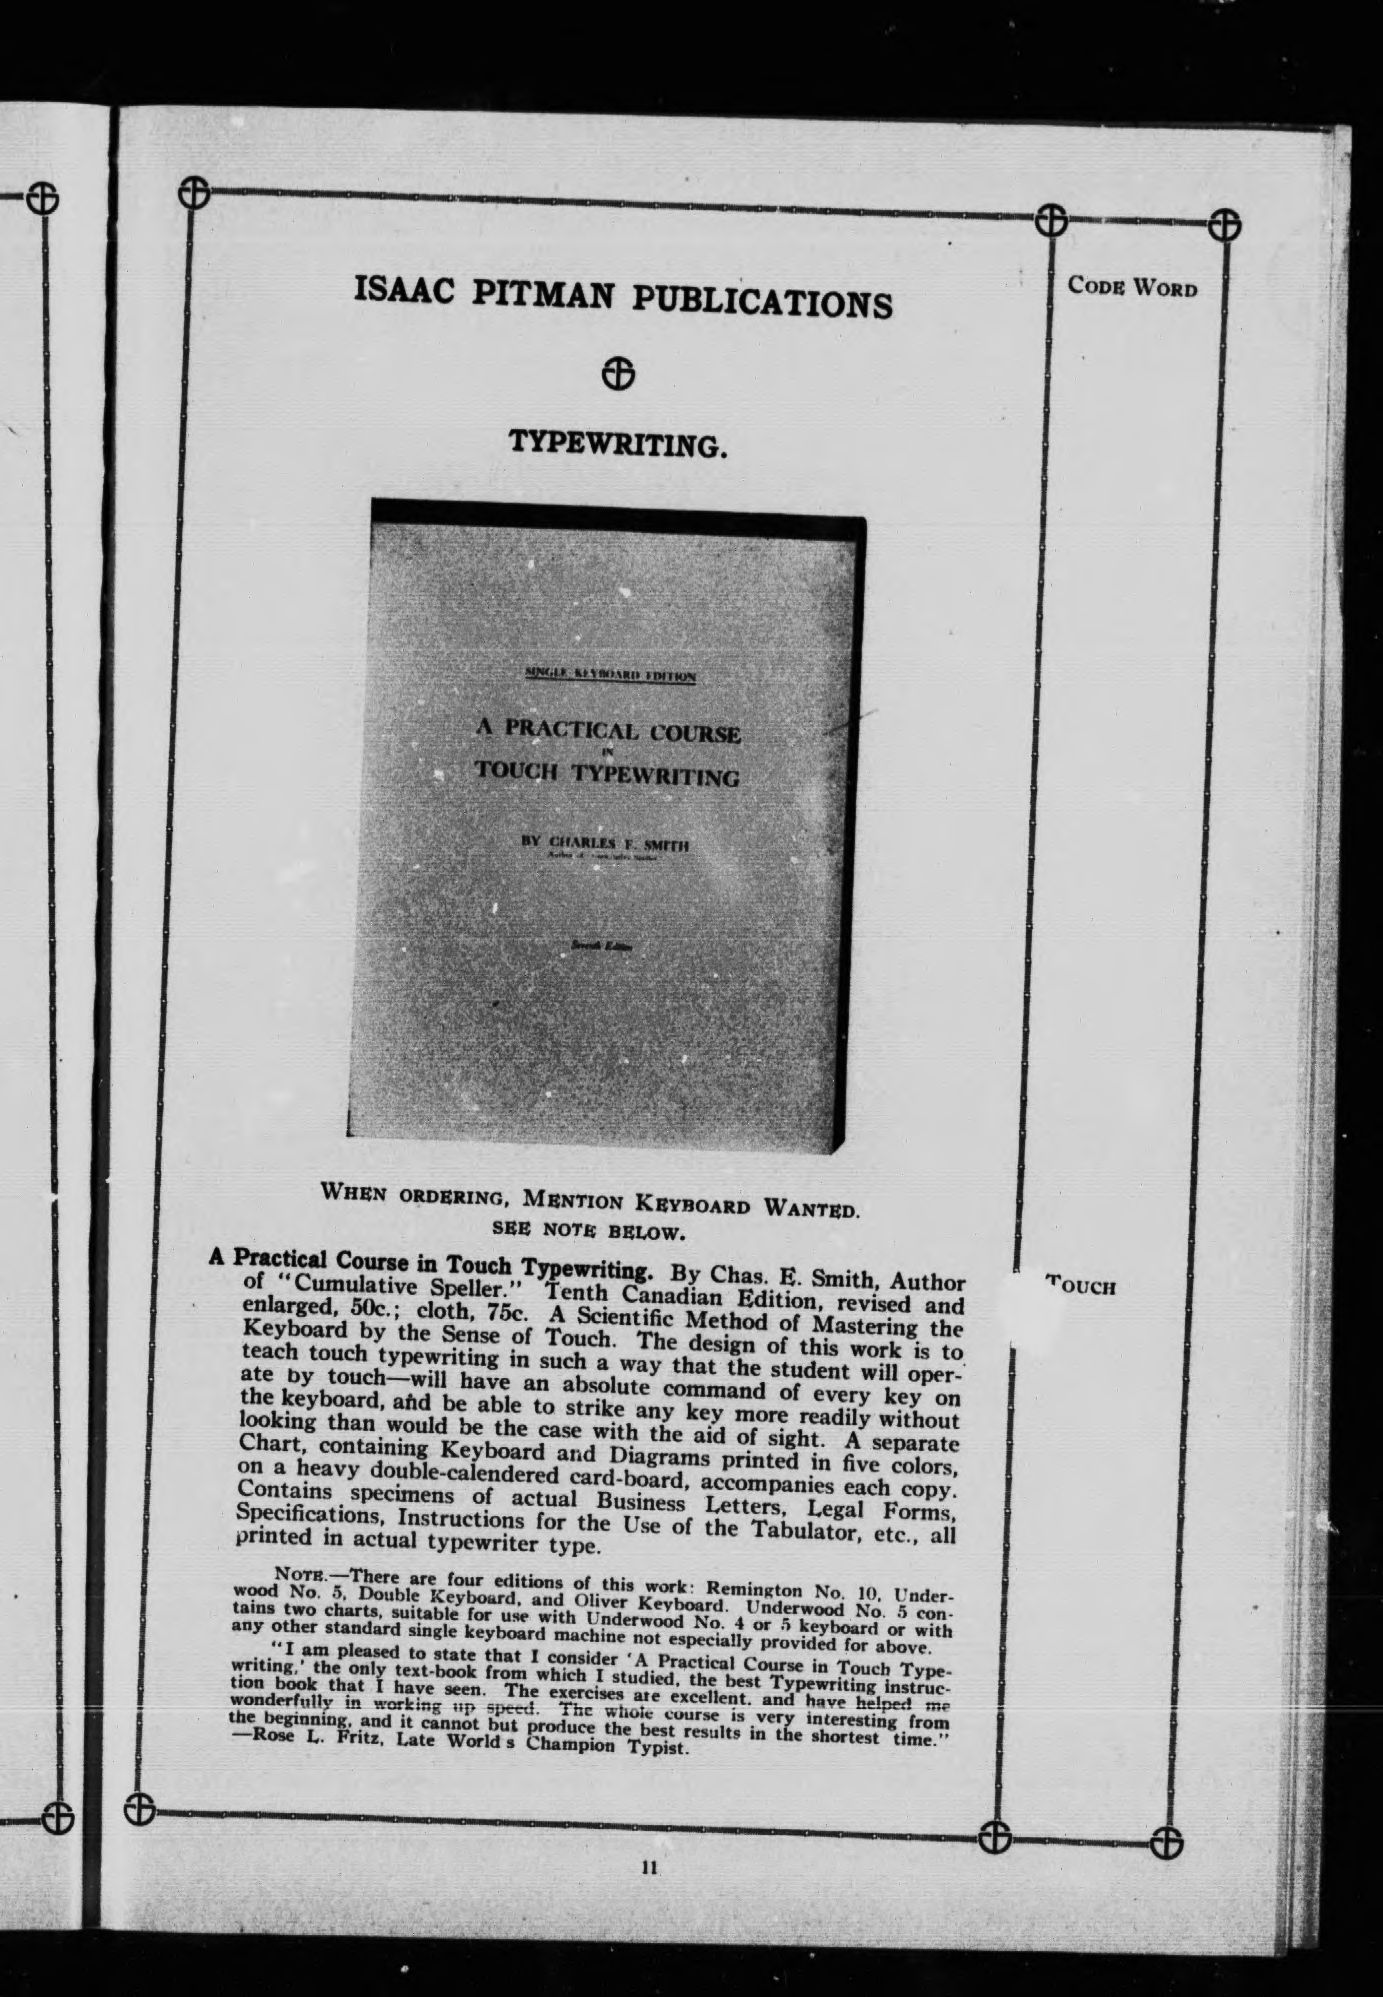 ISAAC PITMAN PUBLICATIONS
CODE WORD
TYPEWRITING.
SINGLE KEYBOARD EDITION
A PRACTICAL COURSE
IN
TOUCH TYPEWRITING
BY CHARLES E. SMITH
Author of
Seventh Edition
WHEN ORDERING, MENTION KEYBOARD WANTED.
SEE NOTE BELOW.
A Practical Course in Touch Typewriting. By Chas. E. Smith, Author
of "Cumulative Speller." Tenth Canadian Edition, revised and
enlarged, 50c.; cloth, 75c. A Scientific Method of Mastering the
Keyboard by the Sense of Touch. The design of this work is to
teach touch typewriting in such a way that the student will oper-
ate by touch—will have an absolute command of every key on
the keyboard, and be able to strike any key more readily without
looking than would be the case with the aid of sight. A separate
Chart, containing Keyboard and Diagrams printed in five colors,
on a heavy double-calendered card-board, accompanies each copy.
Contains specimens of actual Business Letters, Legal Forms,
Specifications, Instructions for the Use of the Tabulator, etc., all
printed in actual typewriter type.
TOUCH
NOTE.—There are four editions of this work: Remington No. 10, Under-
wood No. 5, Double Keyboard, and Oliver Keyboard. Underwood No. 5 con-
tains two charts, suitable for use with Underwood No. 4 or 5 keyboard or with
any other standard single keyboard machine not especially provided for above.
"I am pleased to state that I consider 'A Practical Course in Touch Type-
writing,' the only text-book from which I studied, the best Typewriting instruc-
tion book that I have seen. The exercises are excellent, and have helped me
wonderfully in working up speed. The whole course is very interesting from
the beginning, and it cannot but produce the best results in the shortest time."
—Rose L. Fritz, Late World s Champion Typist.
11